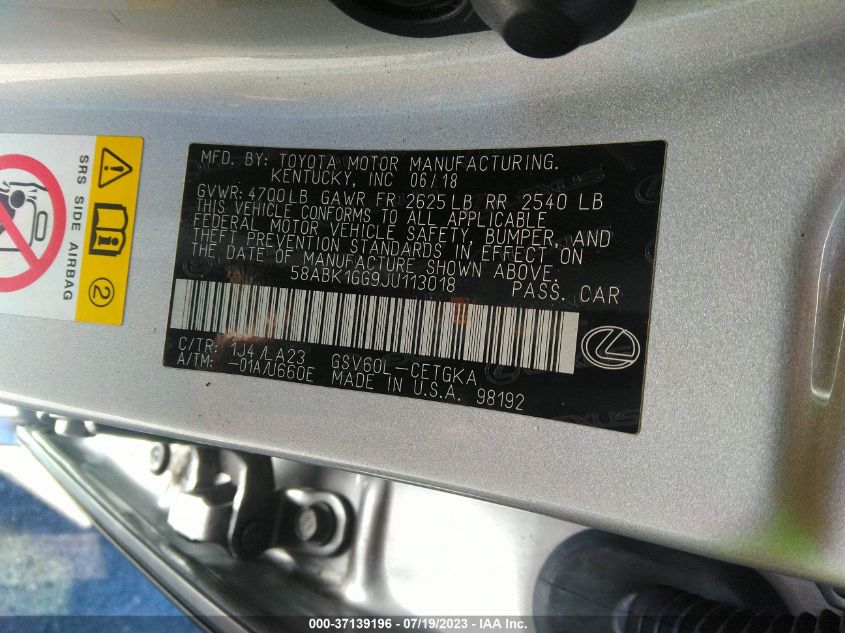 MFD. BY: TOYOTA MOTOR MANUFACTURING.
KENTUCKY, INC 06/18
GVWR: 4700LB GAWR FR 2625LB RR 2540 LB
THIS VEHICLE CONFORMS TO ALL APPLICABLE
FEDERAL MOTOR VEHICLE SAFETY, BUMPER, AND
THEFT PREVENTION STANDARDS IN EFFECT ON
THE DATE OF MANUFACTURE SHOWN ABOVE.
58ABK1GG9JU113018 PASS. CAR
C/TR: 1J4 /LA23 GSV60L-CETGKA
A/TM: -01A/U660E MADE IN U.S.A. 98192
SRS SIDE AIRBAG
2
000-37139196 - 07/19/2023 - IAA Inc.